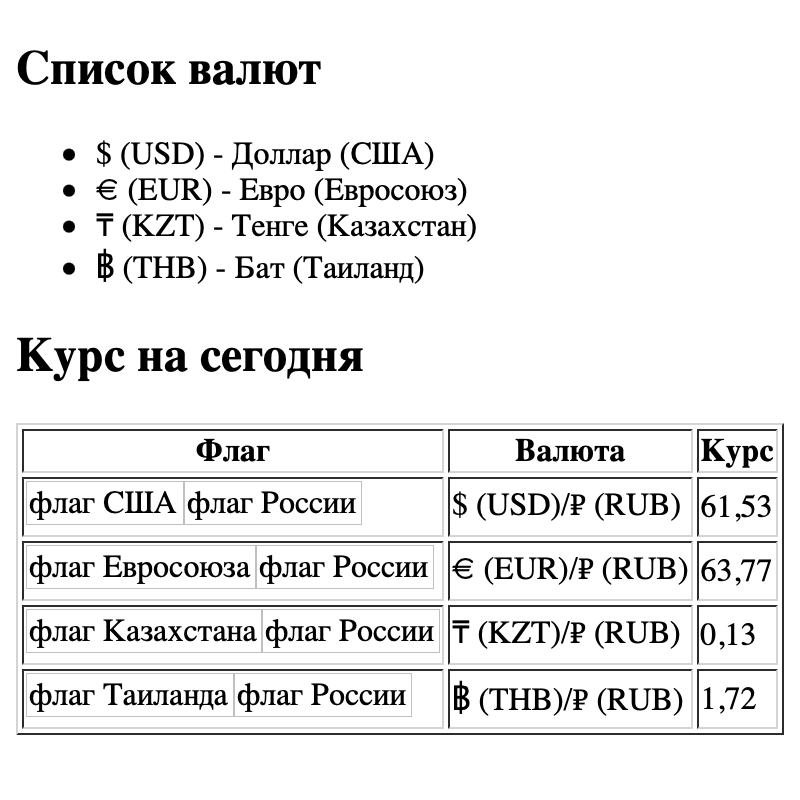 Список валют
• $ (USD) - Доллар (США)
• € (EUR) - Евро (Евросоюз)
• ₸ (KZT) - Тенге (Казахстан)
• ฿ (THB) - Бат (Таиланд)
Курс на сегодня
Флаг Валюта Курс
флаг США флаг России $ (USD)/₽ (RUB) 61,53
флаг Евросоюза флаг России € (EUR)/₽ (RUB) 63,77
флаг Казахстана флаг России ₸ (KZT)/₽ (RUB) 0,13
флаг Таиланда флаг России ฿ (THB)/₽ (RUB) 1,72